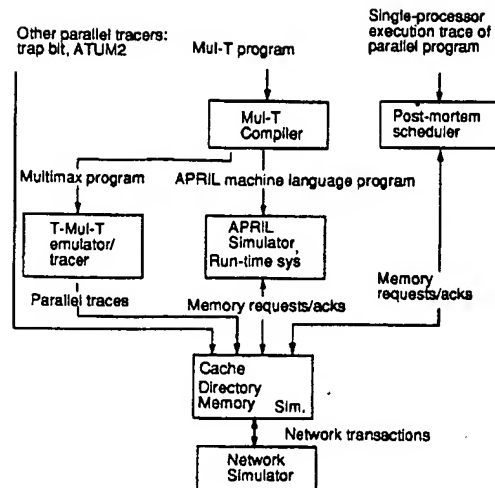 Other parallel tracers:
trap bit, ATUM2
Mul-T program
Single-processor
execution trace of
parallel program
Mul-T
Compiler
Post-mortem
scheduler
Multimax program
APRIL machine language program
T-Mul-T
emulator/
tracer
APRIL
Simulator,
Run-time sys
Memory
requests/acks
Parallel traces
Memory requests/acks
Cache
Directory
Memory Sim.
Network transactions
Network
Simulator